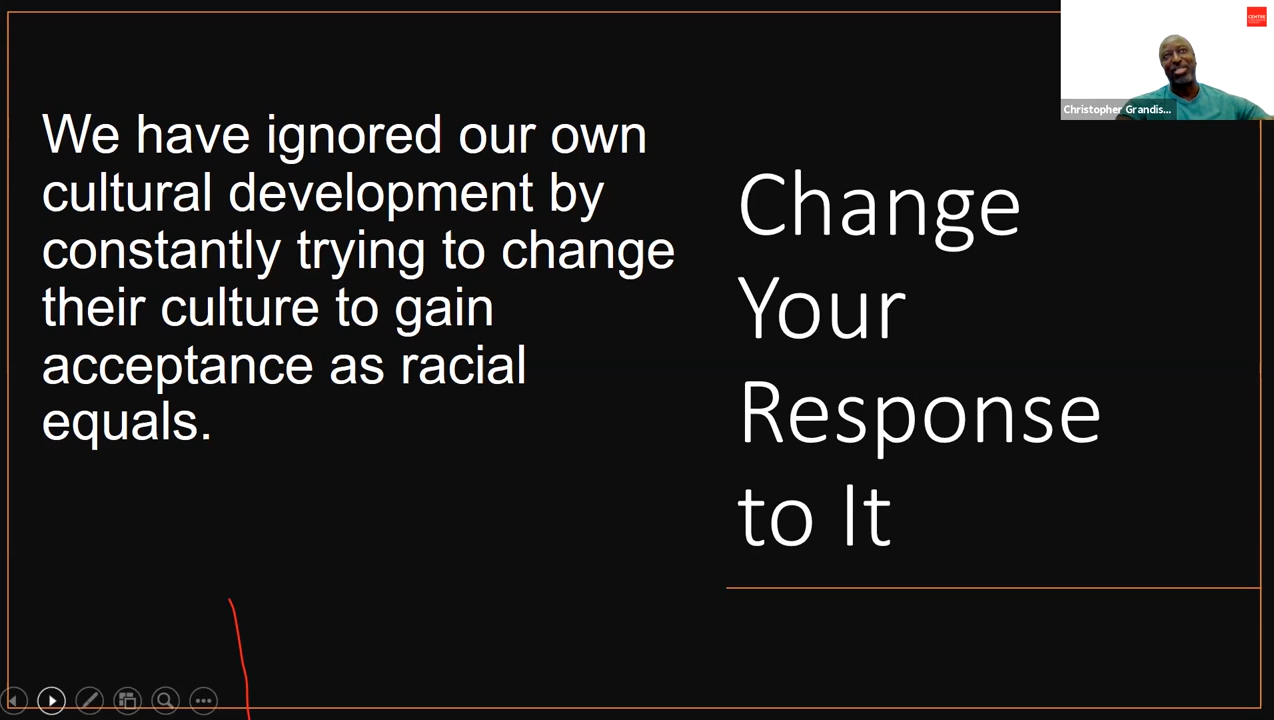 We have ignored our own
cultural development by
constantly trying to change
their culture to gain
acceptance as racial
equals.
Change
Your
Response
to It
CENTRE
Christopher Grandis...